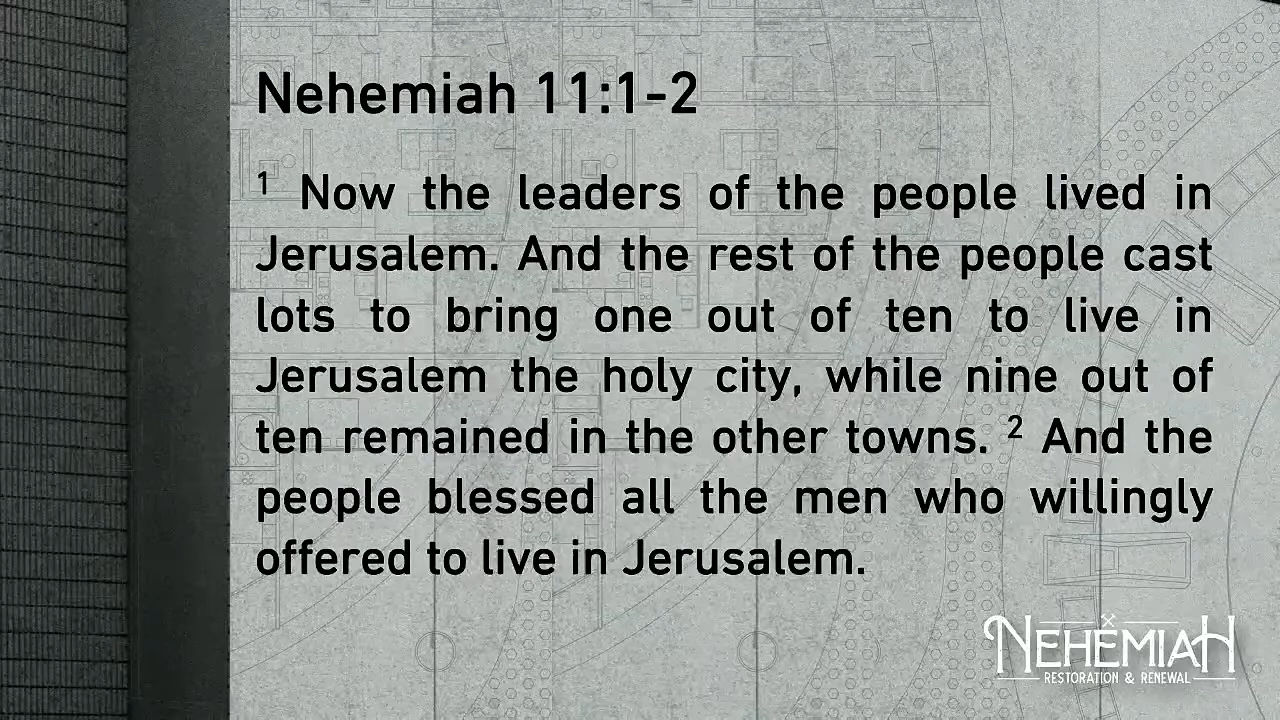 Nehemiah 11:1-2
1 Now the leaders of the people lived in
Jerusalem. And the rest of the people cast
lots to bring one out of ten to live in
Jerusalem the holy city, while nine out of
ten remained in the other towns. 2 And the
people blessed all the men who willingly
offered to live in Jerusalem.
NEHEMIAH
RESTORATION & RENEWAL